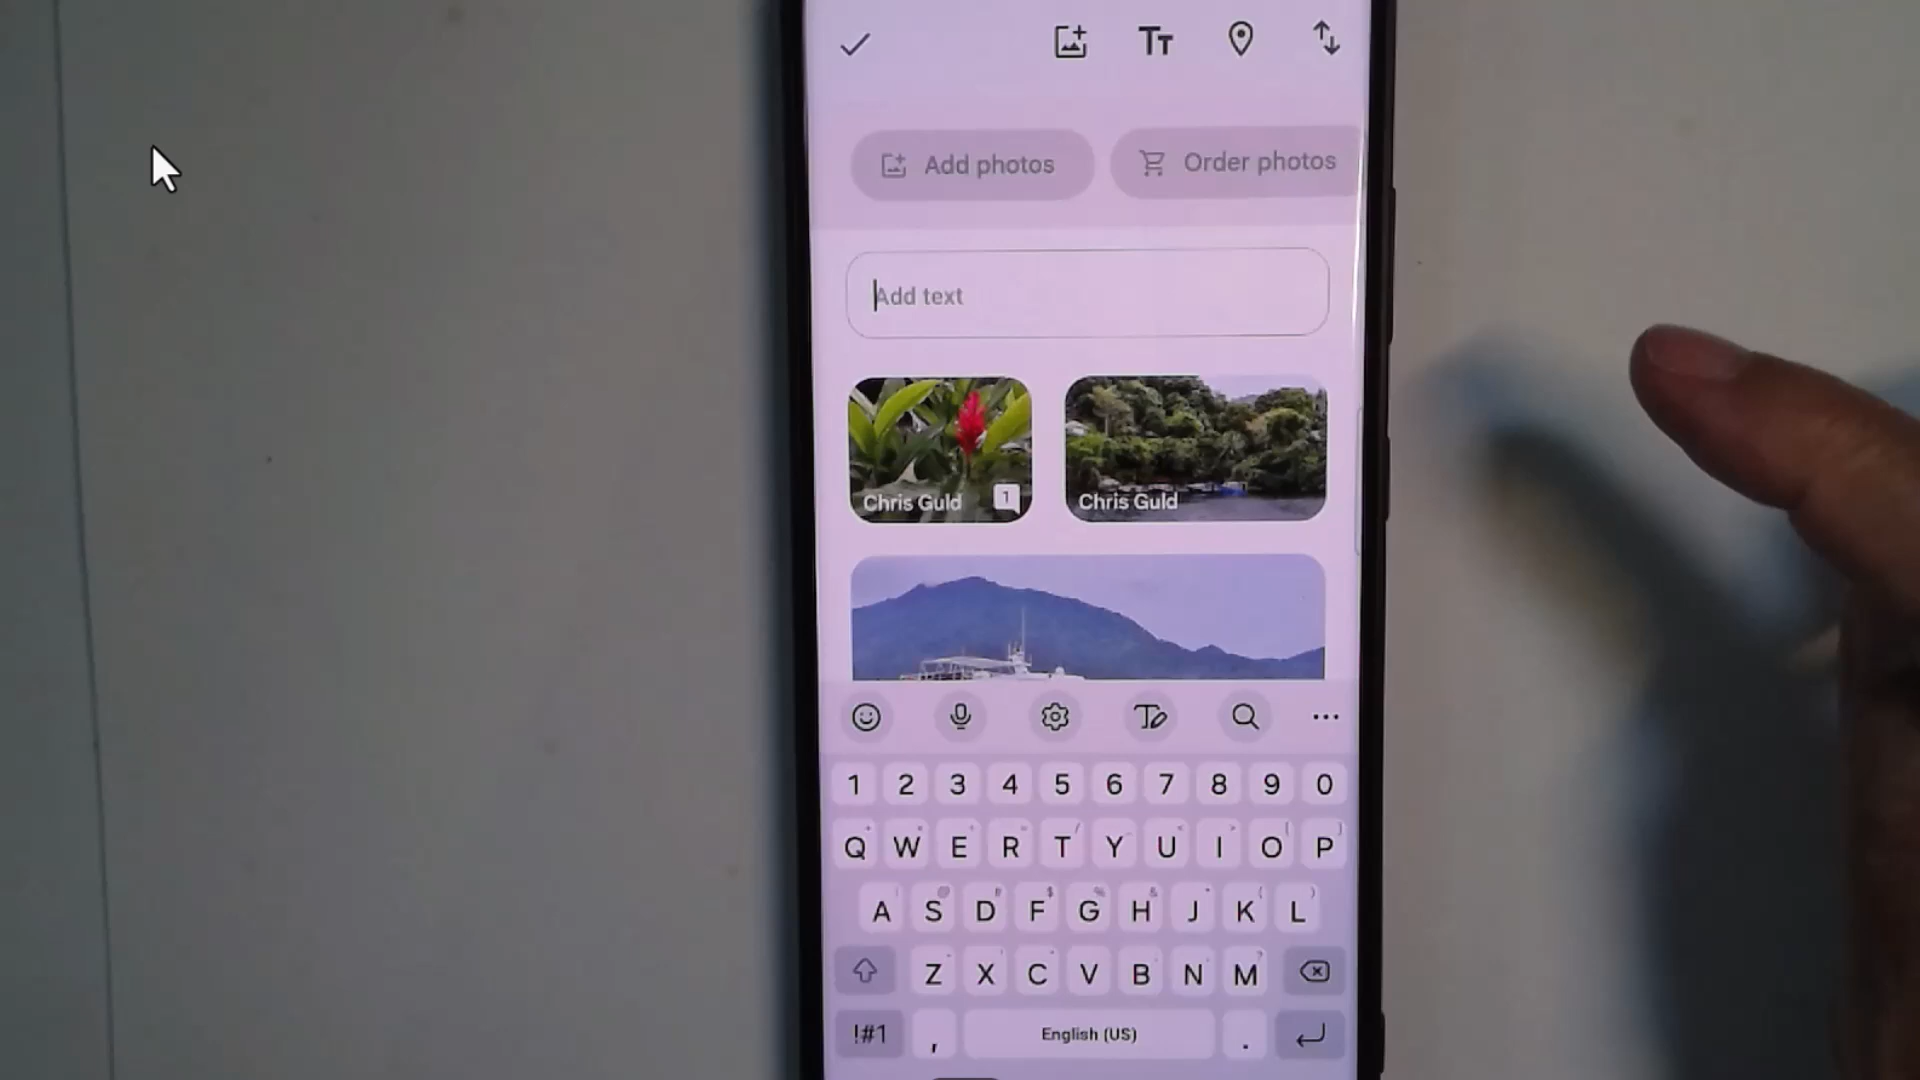 Tт
Add photos
Order photos
Add text
Chris Guld
1
Chris Guld
1 2 3 4 5 6 7 8 9 0
Q W E R T Y U I O P
A S D F G H J K L
Z X C V B N M
!#1 , English (US) .